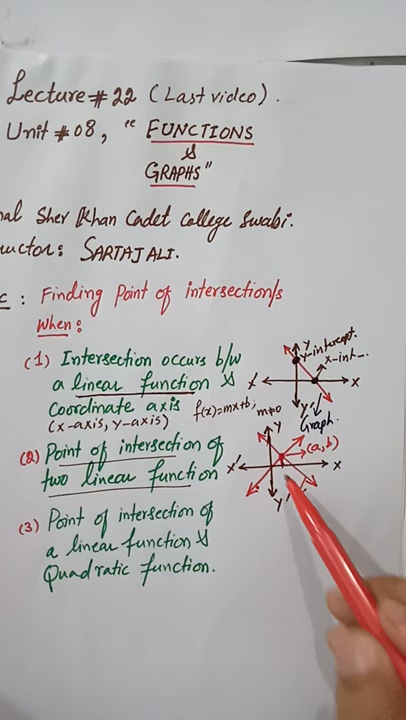 Lecture # 22 (Last video).
Unit # 08, " FUNCTIONS
&
GRAPHS"
nal Sher Khan Cadet College Swabi.
uctor: SARTAJ ALI.
c : Finding Point of intersection/s
When:
(1) Intersection occurs b/w
a linear function &
Coordinate axis
(x-axis, y-axis)
f(x)=mx+b, m≠0
y
y-intercept.
x-int-.
x'
x
y'
Graph.
(2) Point of intersection of
two linear function
y
(a,b)
x'
x
y'
(3) Point of intersection of
a linear function &
Quadratic function.